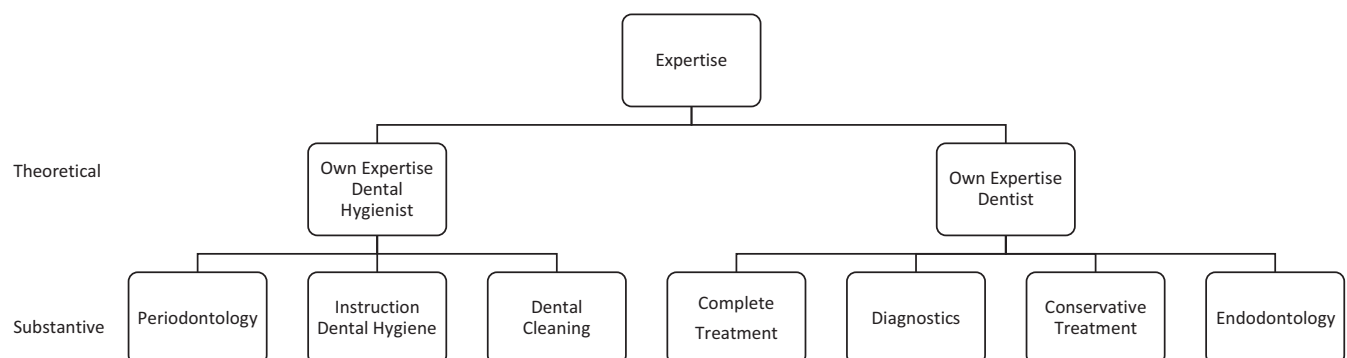 Expertise
Theoretical
Own Expertise
Dental
Hygienist
Own Expertise
Dentist
Substantive
Periodontology
Instruction
Dental Hygiene
Dental
Cleaning
Complete
Treatment
Diagnostics
Conservative
Treatment
Endodontology